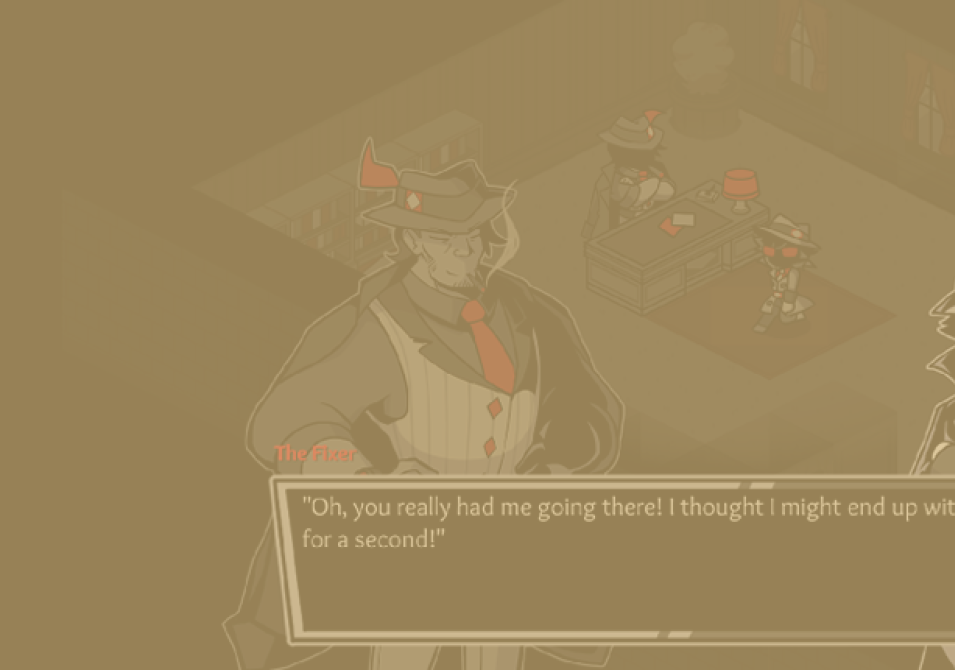 The Fixer
"Oh, you really had me going there! I thought I might end up wit
for a second!"